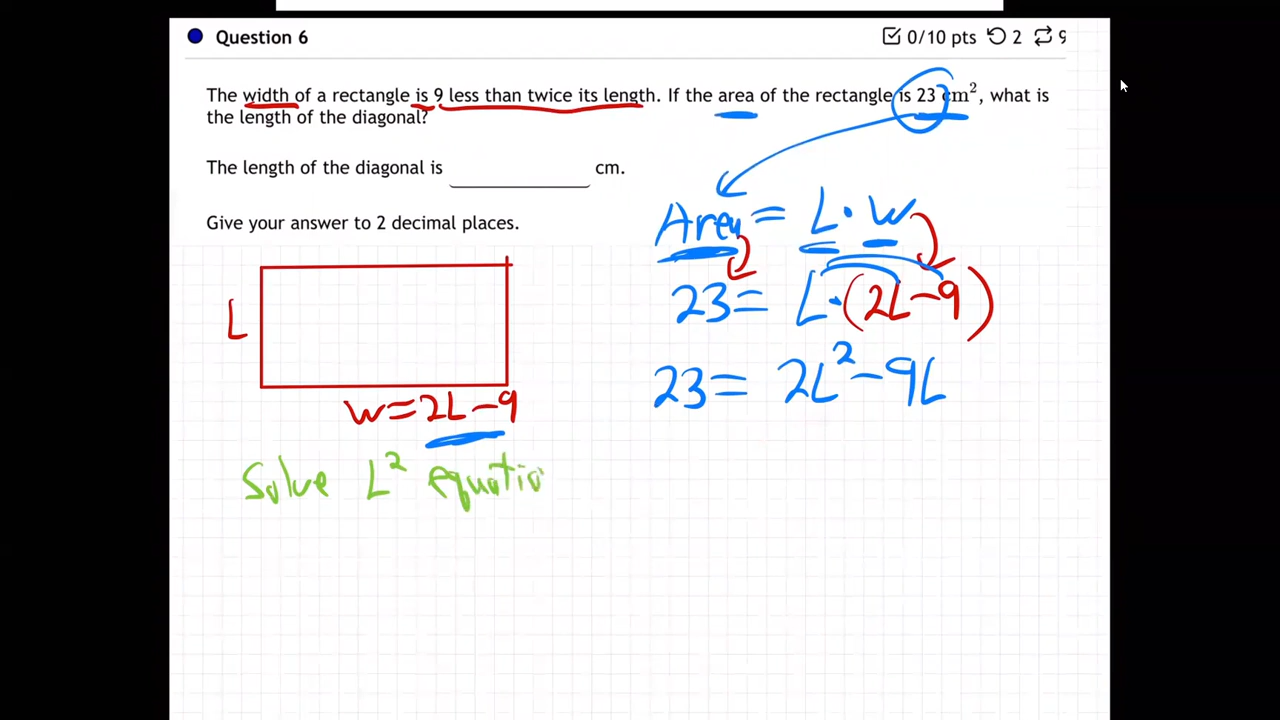 Question 6
0/10 pts 2 9
The width of a rectangle is 9 less than twice its length. If the area of the rectangle is 23 cm², what is
the length of the diagonal?
The length of the diagonal is ____________ cm.
Give your answer to 2 decimal places.
Area = L · W
23 = L · (2L - 9)
23 = 2L² - 9L
L
W = 2L - 9
Solve L² equatio